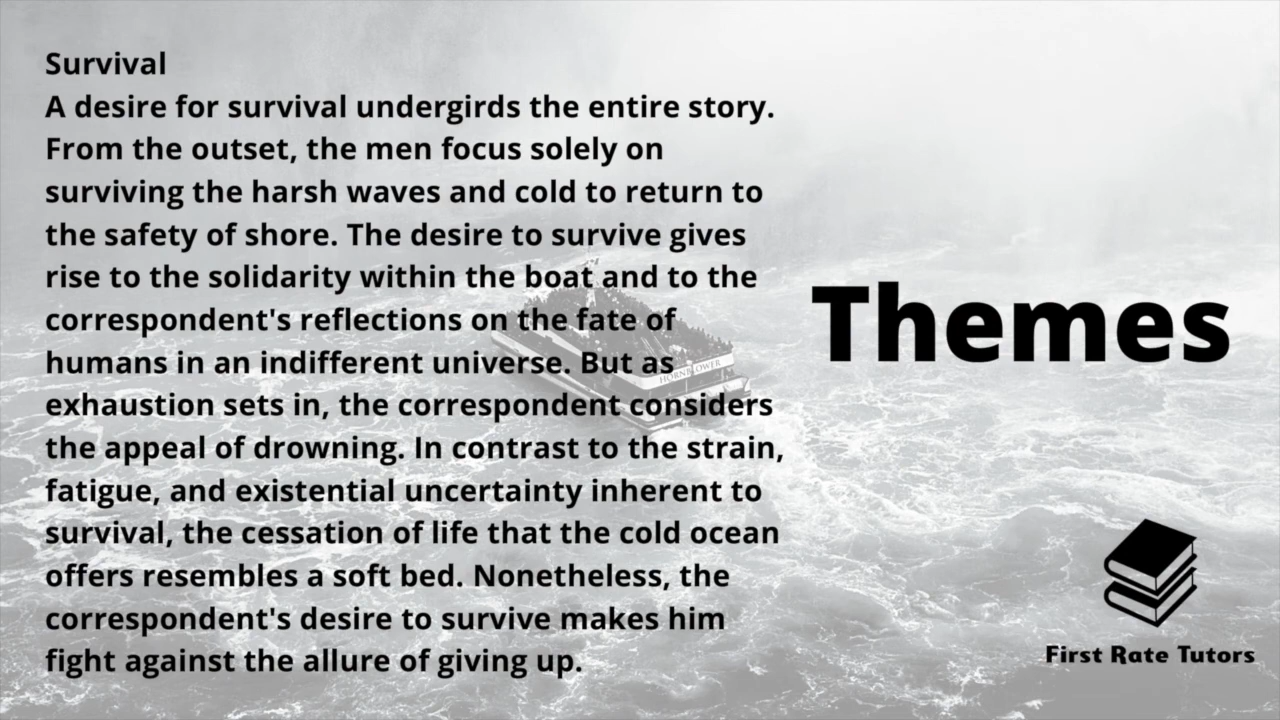 Survival
A desire for survival undergirds the entire story.
From the outset, the men focus solely on
surviving the harsh waves and cold to return to
the safety of shore. The desire to survive gives
rise to the solidarity within the boat and to the
correspondent's reflections on the fate of
humans in an indifferent universe. But as
exhaustion sets in, the correspondent considers
the appeal of drowning. In contrast to the strain,
fatigue, and existential uncertainty inherent to
survival, the cessation of life that the cold ocean
offers resembles a soft bed. Nonetheless, the
correspondent's desire to survive makes him
fight against the allure of giving up.
HORNBLOWER
Themes
First Rate Tutors